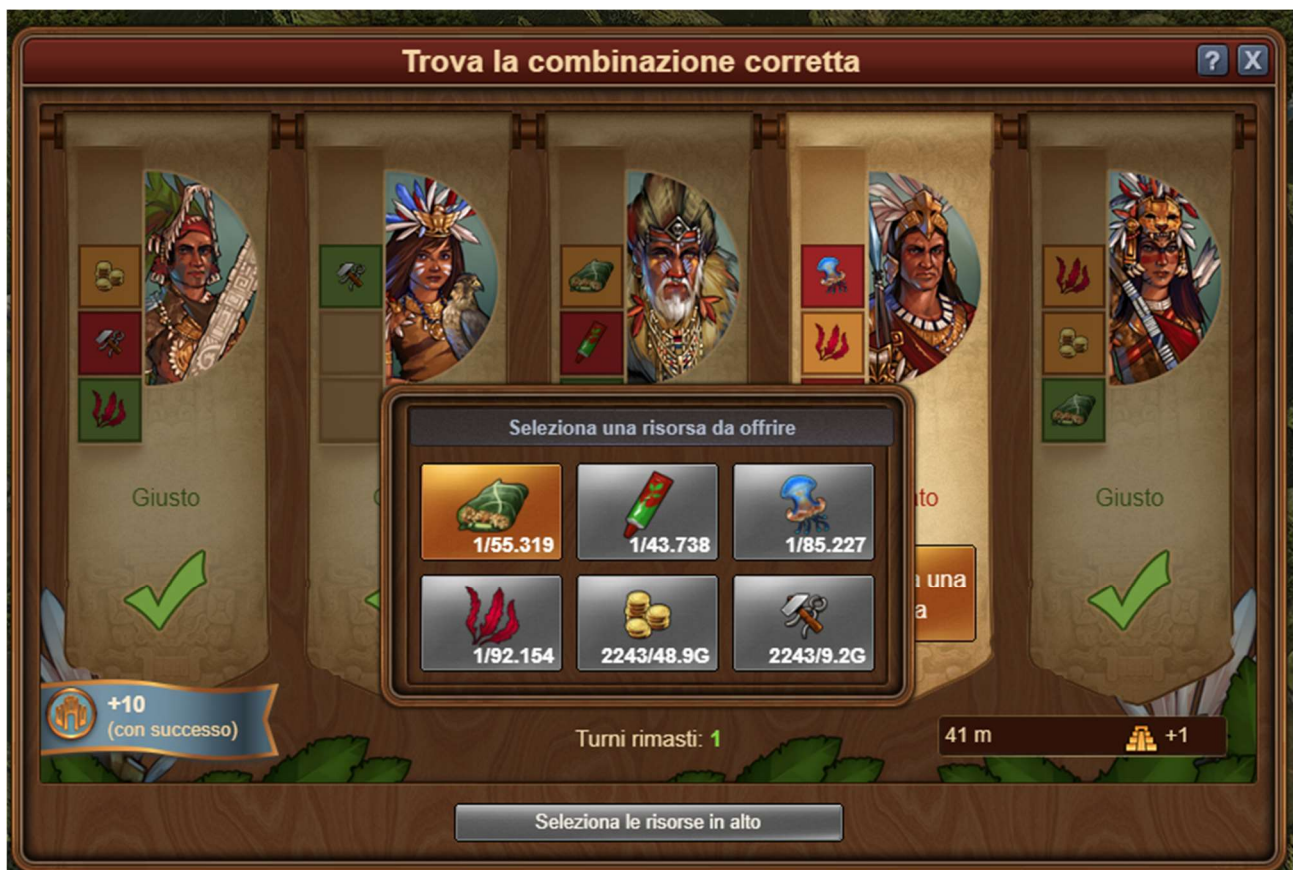 Trova la combinazione corretta
? X
Seleziona una risorsa da offrire
1/55.319 1/43.738 1/85.227
1/92.154 2243/48.9G 2243/9.2G
Giusto
Giusto
una
+10
(con successo)
Turni rimasti: 1
41 m +1
Seleziona le risorse in alto